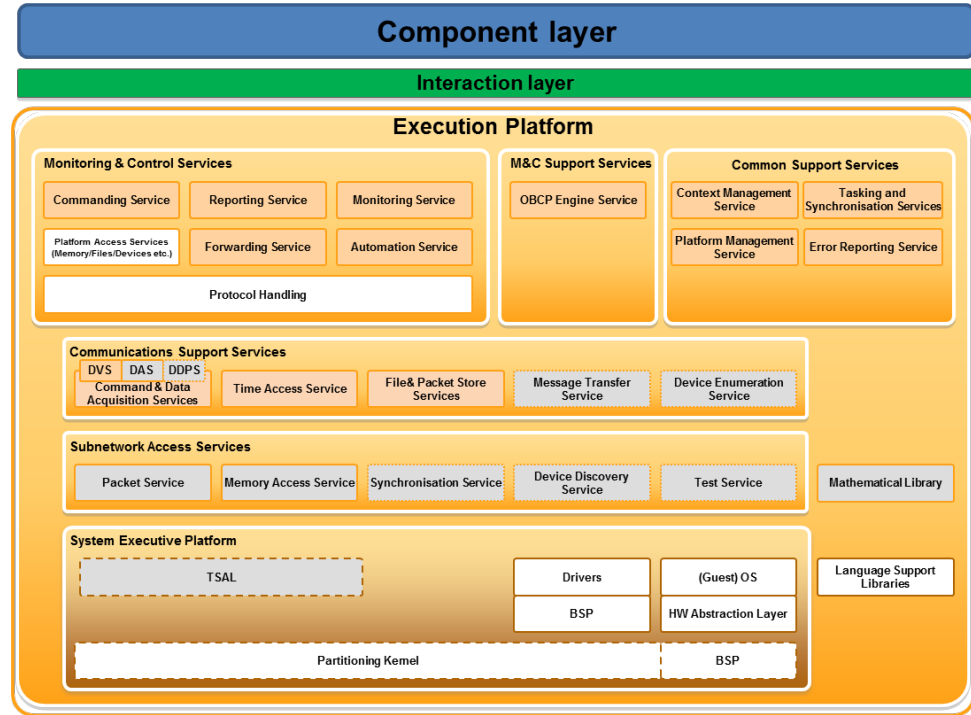 Component layer
Interaction layer
Execution Platform
Monitoring & Control Services
Commanding Service
Reporting Service
Monitoring Service
Platform Access Services
(Memory/Files/Devices etc.)
Forwarding Service
Automation Service
Protocol Handling
M&C Support Services
OBCP Engine Service
Common Support Services
Context Management
Service
Tasking and
Synchronisation Services
Platform Management
Service
Error Reporting Service
Communications Support Services
DVS
DAS
DDPS
Command & Data
Acquisition Services
Time Access Service
File& Packet Store
Services
Message Transfer
Service
Device Enumeration
Service
Subnetwork Access Services
Packet Service
Memory Access Service
Synchronisation Service
Device Discovery
Service
Test Service
Mathematical Library
System Executive Platform
TSAL
Drivers
(Guest) OS
BSP
HW Abstraction Layer
Language Support
Libraries
Partitioning Kernel
BSP